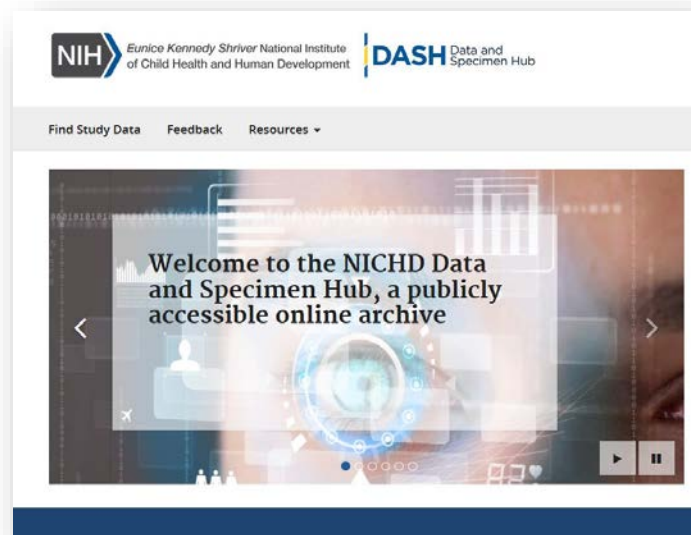 NIH Eunice Kennedy Shriver National Institute
of Child Health and Human Development
DASH Data and
Specimen Hub
Find Study Data Feedback Resources
Welcome to the NICHD Data
and Specimen Hub, a publicly
accessible online archive
82